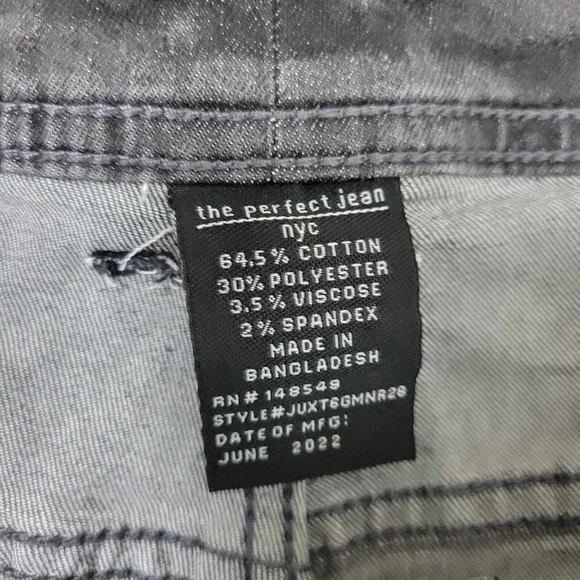 the perfect jean
nyc
64.5% COTTON
30% POLYESTER
3.5% VISCOSE
2% SPANDEX
MADE IN
BANGLADESH
RN# 148549
STYLE#JUXT6GMNR28
DATE OF MFG:
JUNE 2022